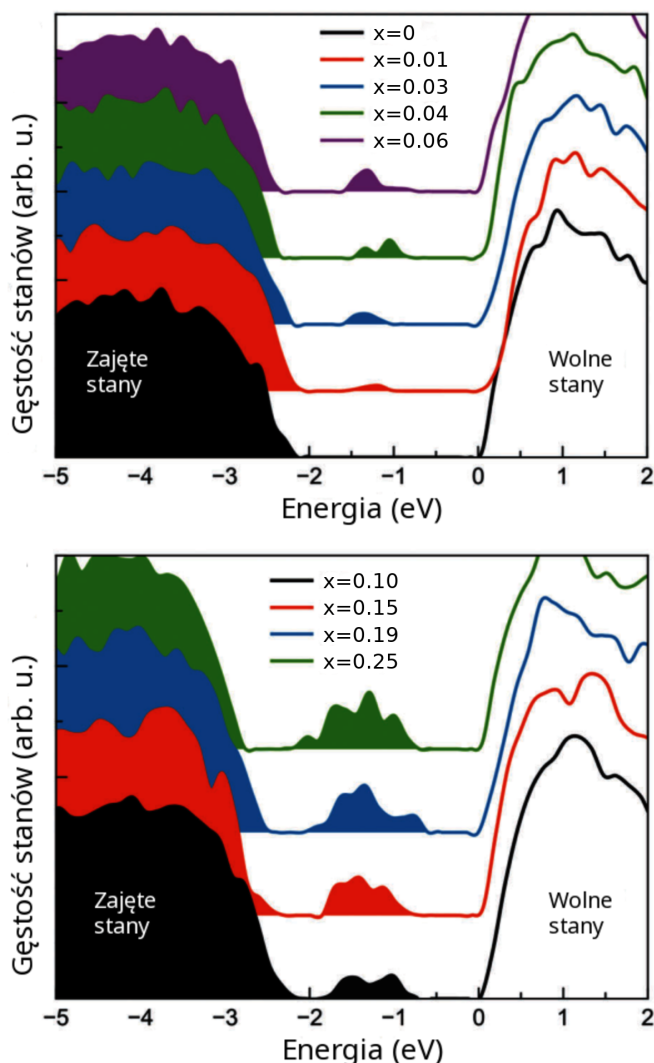 x=0
x=0.01
x=0.03
x=0.04
x=0.06
Gęstość stanów (arb. u.)
Zajęte
stany
Wolne
stany
−5 −4 −3 −2 −1 0 1 2
Energia (eV)
x=0.10
x=0.15
x=0.19
x=0.25
Gęstość stanów (arb. u.)
Zajęte
stany
Wolne
stany
−5 −4 −3 −2 −1 0 1 2
Energia (eV)